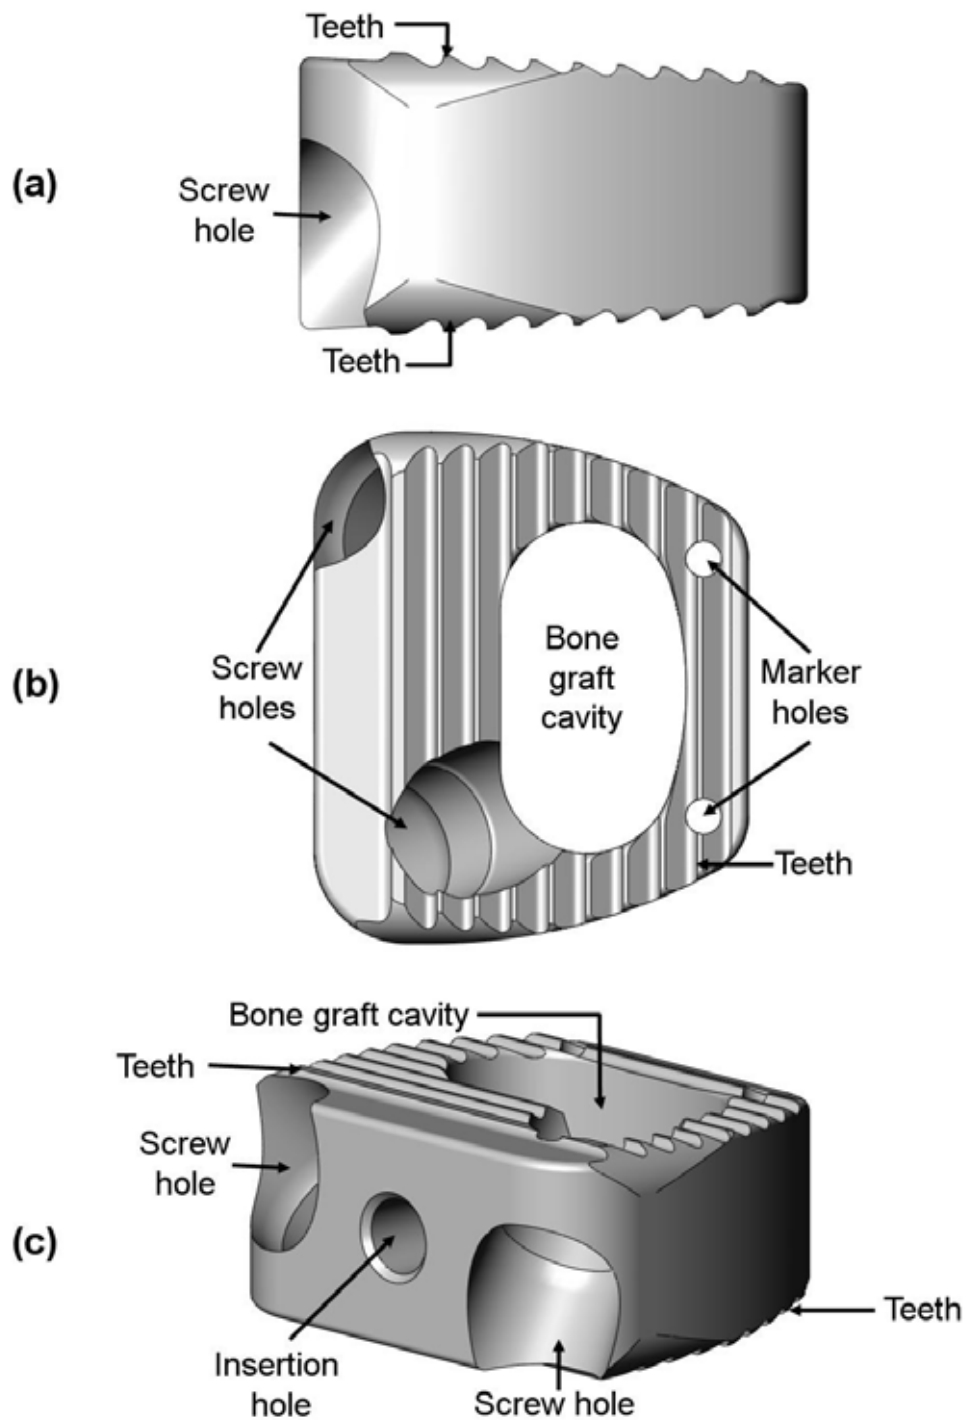 Teeth
(a)
Screw
hole
Teeth
(b)
Screw
holes
Bone
graft
cavity
Marker
holes
Teeth
Bone graft cavity
Teeth
Screw
hole
(c)
Insertion
hole
Screw hole
Teeth